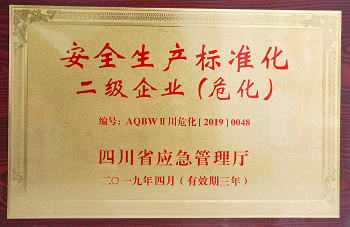 安全生产标准化
二级企业(危化)
编号: AQBWⅡ川危化[2019]0048
四川省应急管理厅
二〇一九年四月(有效期三年)